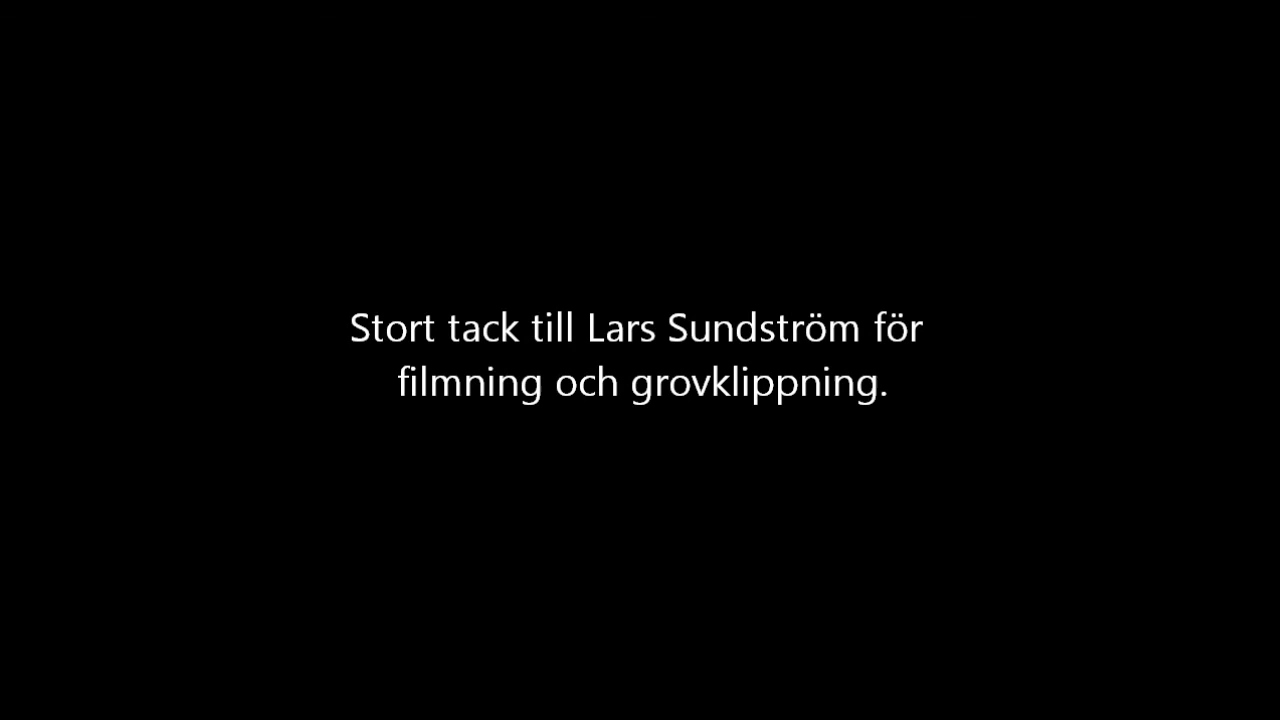 Stort tack till Lars Sundström för
filmning och grovklippning.